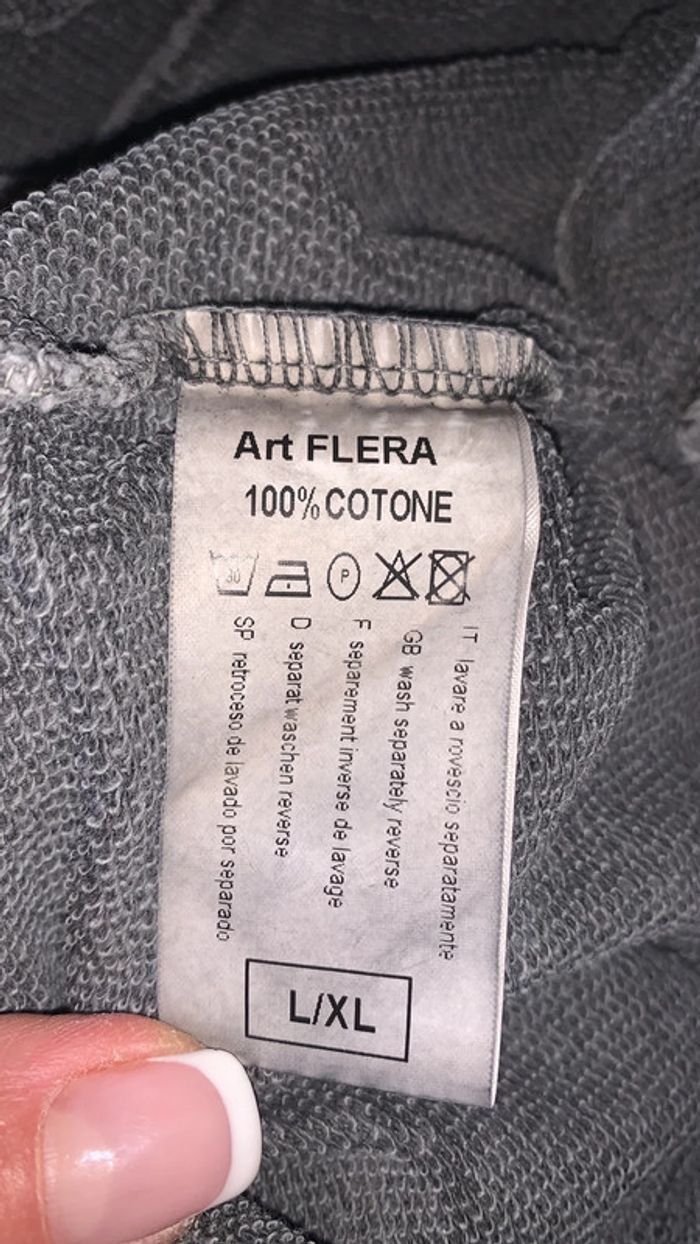 Art FLERA
100% COTONE
30
P
IT lavare a rovescio separatamente
GB wash separately reverse
F separement inverse de lavage
D separat waschen reverse
SP retroceso de lavado por separado
L/XL